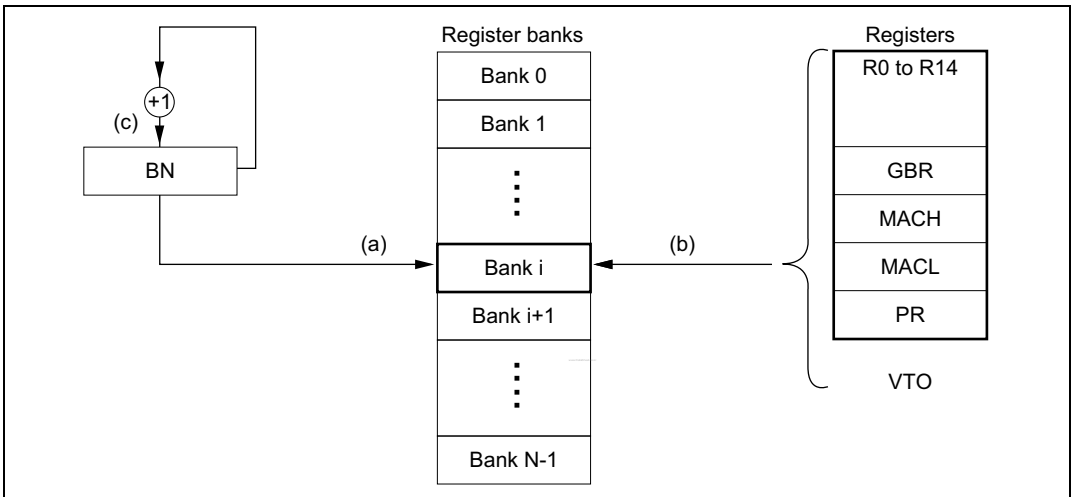 Register banks
Registers
Bank 0
Bank 1
Bank i
Bank i+1
Bank N-1
+1
(c)
BN
(a)
(b)
R0 to R14
GBR
MACH
MACL
PR
VTO